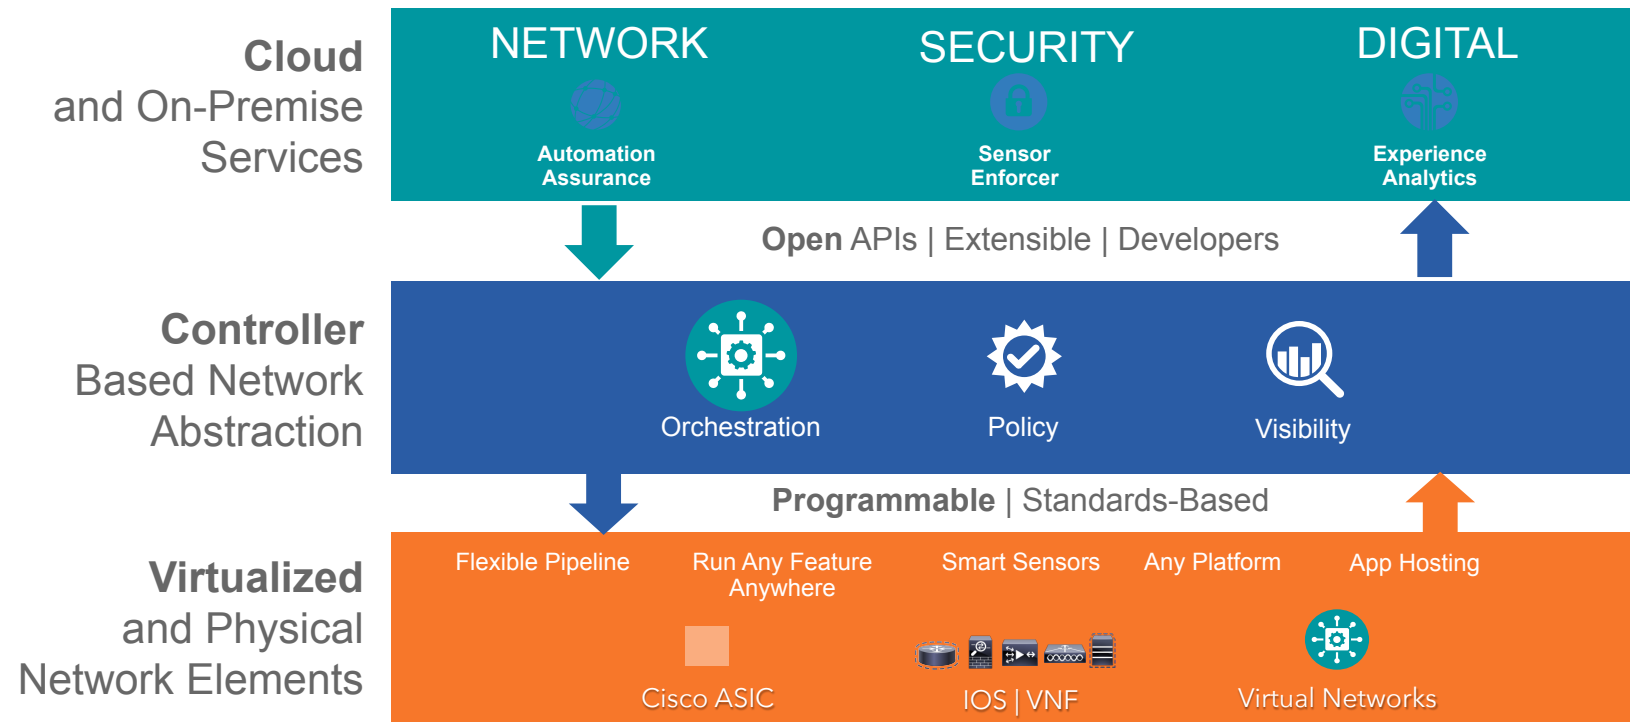 Cloud
and On-Premise
Services
NETWORK
SECURITY
DIGITAL
Automation
Assurance
Sensor
Enforcer
Experience
Analytics
Open APIs | Extensible | Developers
Controller
Based Network
Abstraction
Orchestration
Policy
Visibility
Programmable | Standards-Based
Virtualized
and Physical
Network Elements
Flexible Pipeline
Run Any Feature
Anywhere
Smart Sensors
Any Platform
App Hosting
Cisco ASIC
IOS | VNF
Virtual Networks